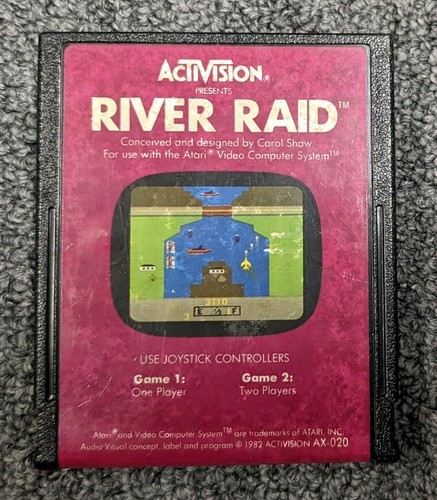 ACTIVISION®
PRESENTS
RIVER RAID™
Conceived and designed by Carol Shaw
For use with the Atari® Video Computer System™
E ½ F
USE JOYSTICK CONTROLLERS
Game 1: Game 2:
One Player Two Players
Atari® and Video Computer System™ are trademarks of ATARI, INC.
Audio Visual concept, label and program © 1982 ACTIVISION AX-020